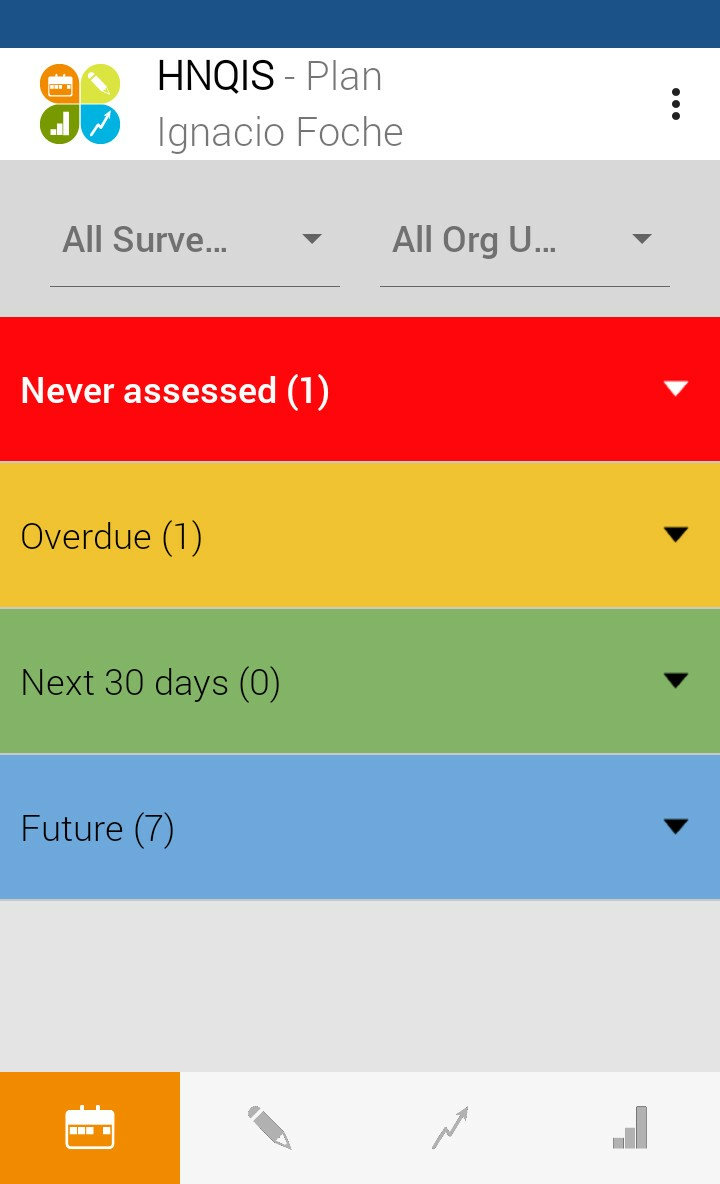 HNQIS - Plan
Ignacio Foche
All Surve...
All Org U...
Never assessed (1)
Overdue (1)
Next 30 days (0)
Future (7)